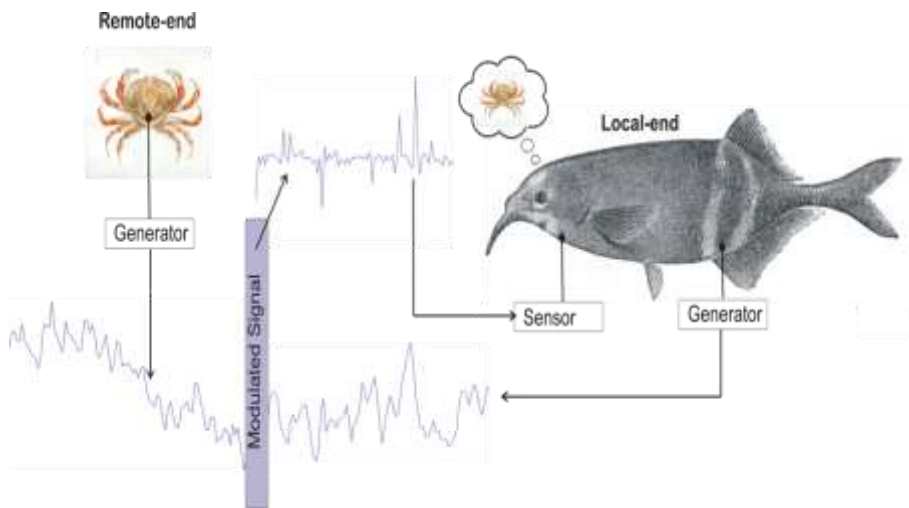 Remote-end
Local-end
Generator
Modulated Signal
Sensor
Generator